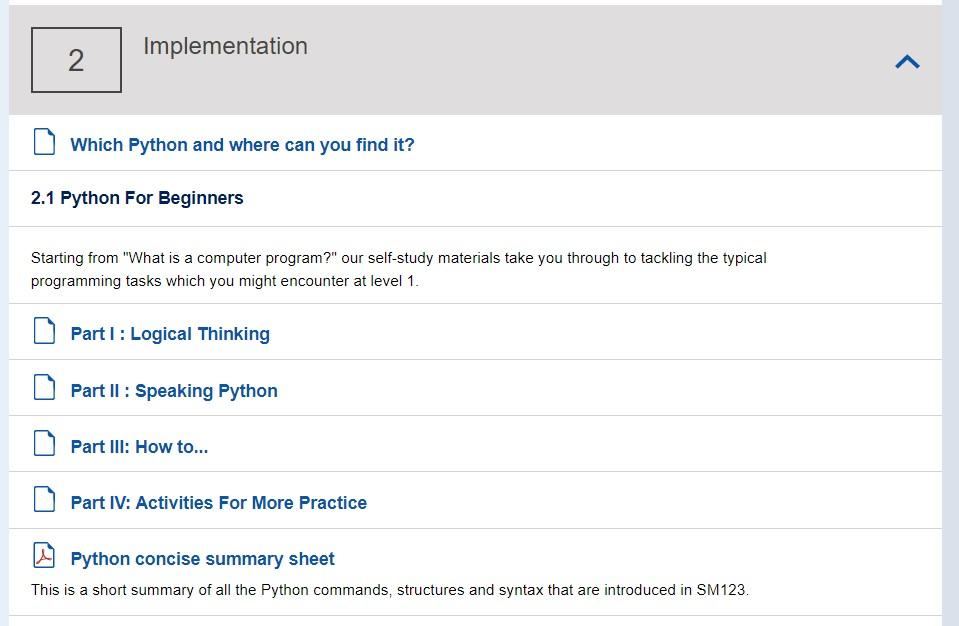 2
Implementation
Which Python and where can you find it?
2.1 Python For Beginners
Starting from "What is a computer program?" our self-study materials take you through to tackling the typical
programming tasks which you might encounter at level 1.
Part I : Logical Thinking
Part II : Speaking Python
Part III: How to...
Part IV: Activities For More Practice
Python concise summary sheet
This is a short summary of all the Python commands, structures and syntax that are introduced in SM123.